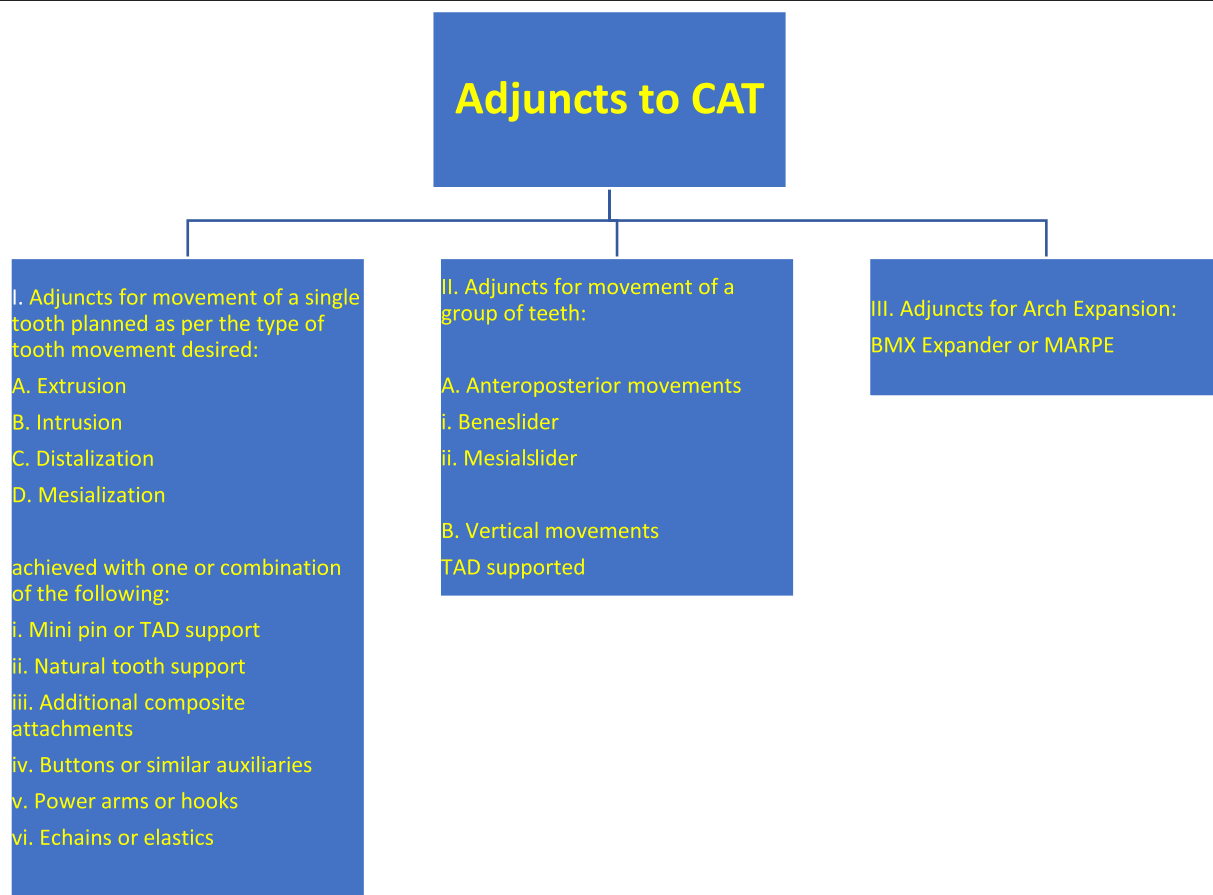 Adjuncts to CAT
I. Adjuncts for movement of a single
tooth planned as per the type of
tooth movement desired:
A. Extrusion
B. Intrusion
C. Distalization
D. Mesialization
achieved with one or combination
of the following:
i. Mini pin or TAD support
ii. Natural tooth support
iii. Additional composite
attachments
iv. Buttons or similar auxiliaries
v. Power arms or hooks
vi. Echains or elastics
II. Adjuncts for movement of a
group of teeth:
A. Anteroposterior movements
i. Beneslider
ii. Mesialslider
B. Vertical movements
TAD supported
III. Adjuncts for Arch Expansion:
BMX Expander or MARPE